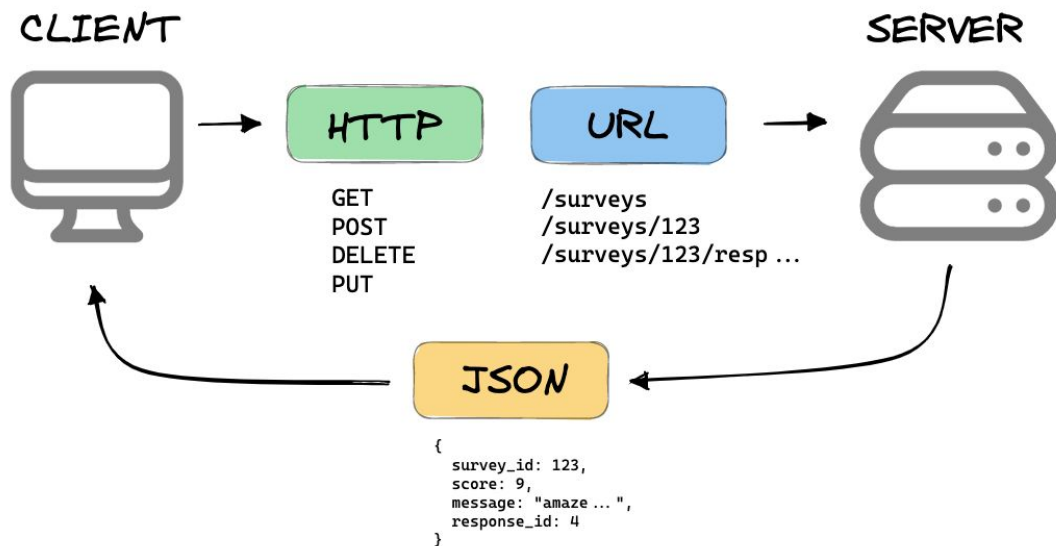 CLIENT
SERVER
HTTP
URL
GET
POST
DELETE
PUT
/surveys
/surveys/123
/surveys/123/resp...
JSON
{
survey_id: 123,
score: 9,
message: "amaze...",
response_id: 4
}